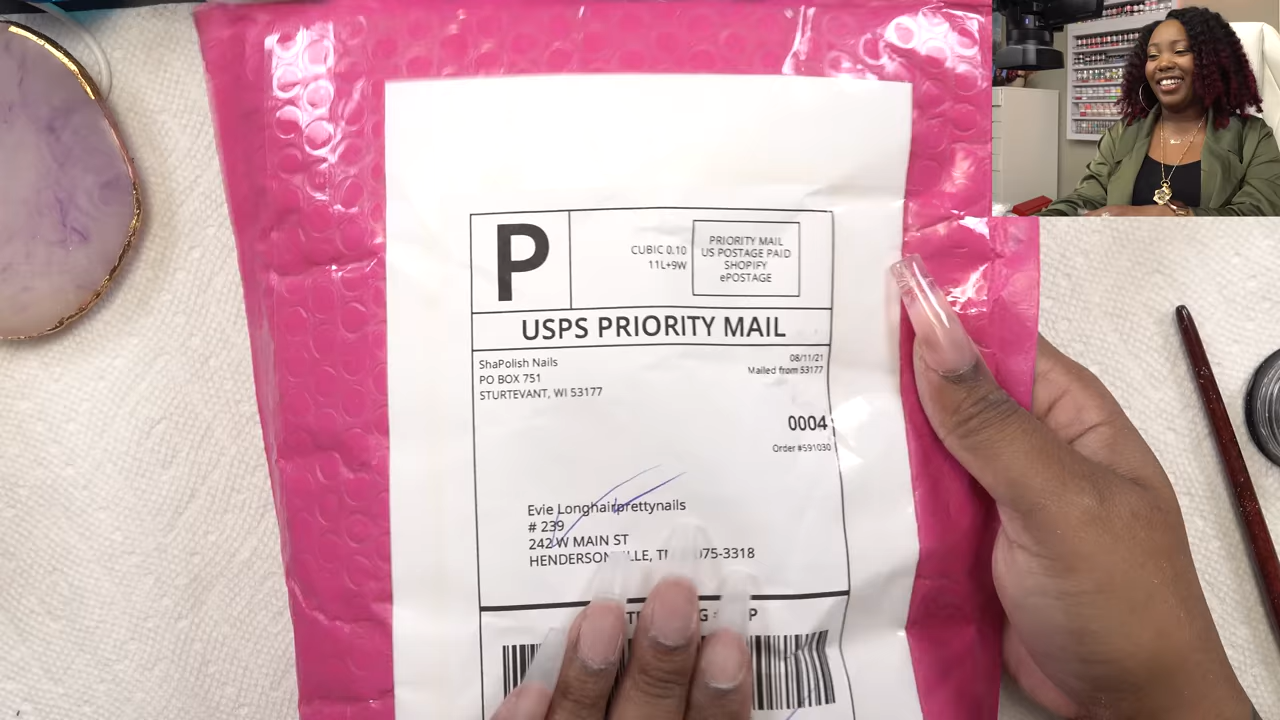 P
CUBIC 0.10
11L+9W
PRIORITY MAIL
US POSTAGE PAID
SHOPIFY
ePOSTAGE
USPS PRIORITY MAIL
ShaPolish Nails
PO BOX 751
STURTEVANT, WI 53177
08/11/21
Mailed from 53177
0004
Order #591030
Evie Longhairprettynails
# 239
242 W MAIN ST
075-3318